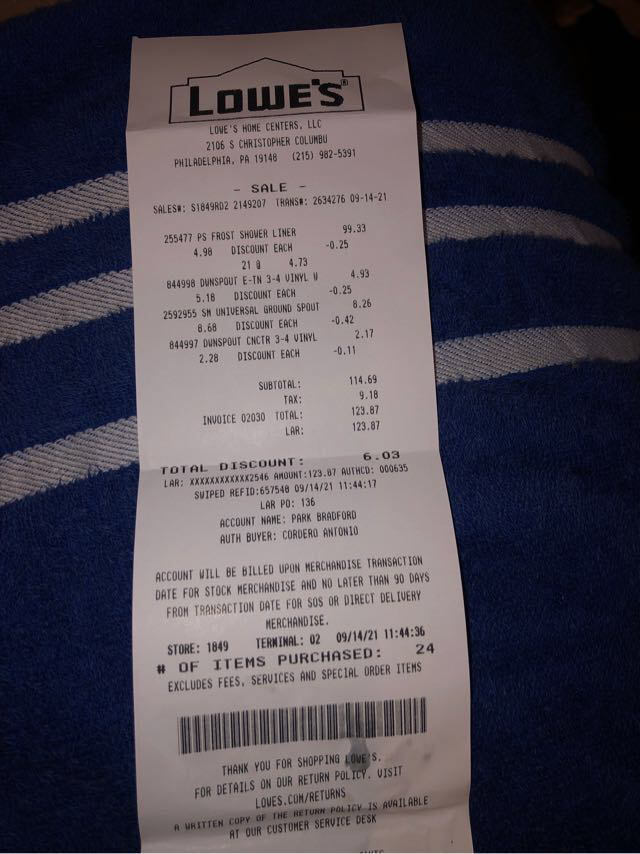 LOWE'S®
LOWE'S HOME CENTERS, LLC
2106 S CHRISTOPHER COLUMBU
PHILADELPHIA, PA 19148 (215) 982-5391
- SALE -
SALES#: S1849RD2 2149207 TRANS#: 2634276 09-14-21
255477 PS FROST SHOWER LINER 99.33
4.98 DISCOUNT EACH -0.25
21 @ 4.73
844998 DWNSPOUT E-TN 3-4 VINYL W 4.93
5.18 DISCOUNT EACH -0.25
2592955 SM UNIVERSAL GROUND SPOUT 8.26
8.68 DISCOUNT EACH -0.42
844997 DWNSPOUT CNCTR 3-4 VINYL 2.17
2.28 DISCOUNT EACH -0.11
SUBTOTAL: 114.69
TAX: 9.18
INVOICE 02030 TOTAL: 123.87
LAR: 123.87
TOTAL DISCOUNT: 6.03
LAR: XXXXXXXXXXXX2546 AMOUNT:123.87 AUTHCD: 000635
SWIPED REFID:657548 09/14/21 11:44:17
LAR PO: 136
ACCOUNT NAME: PARK BRADFORD
AUTH BUYER: CORDERO ANTONIO
ACCOUNT WILL BE BILLED UPON MERCHANDISE TRANSACTION
DATE FOR STOCK MERCHANDISE AND NO LATER THAN 90 DAYS
FROM TRANSACTION DATE FOR SOS OR DIRECT DELIVERY
MERCHANDISE.
STORE: 1849 TERMINAL: 02 09/14/21 11:44:36
# OF ITEMS PURCHASED: 24
EXCLUDES FEES, SERVICES AND SPECIAL ORDER ITEMS
THANK YOU FOR SHOPPING LOWE'S.
FOR DETAILS ON OUR RETURN POLICY, VISIT
LOWES.COM/RETURNS
A WRITTEN COPY OF THE RETURN POLICY IS AVAILABLE
AT OUR CUSTOMER SERVICE DESK